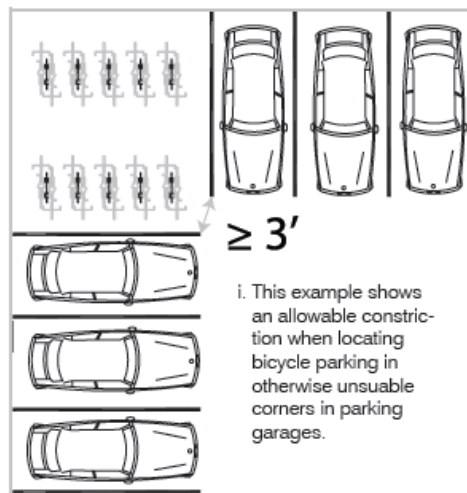 ≥ 3’
i. This example shows
an allowable constric-
tion when locating
bicycle parking in
otherwise unsuable
corners in parking
garages.